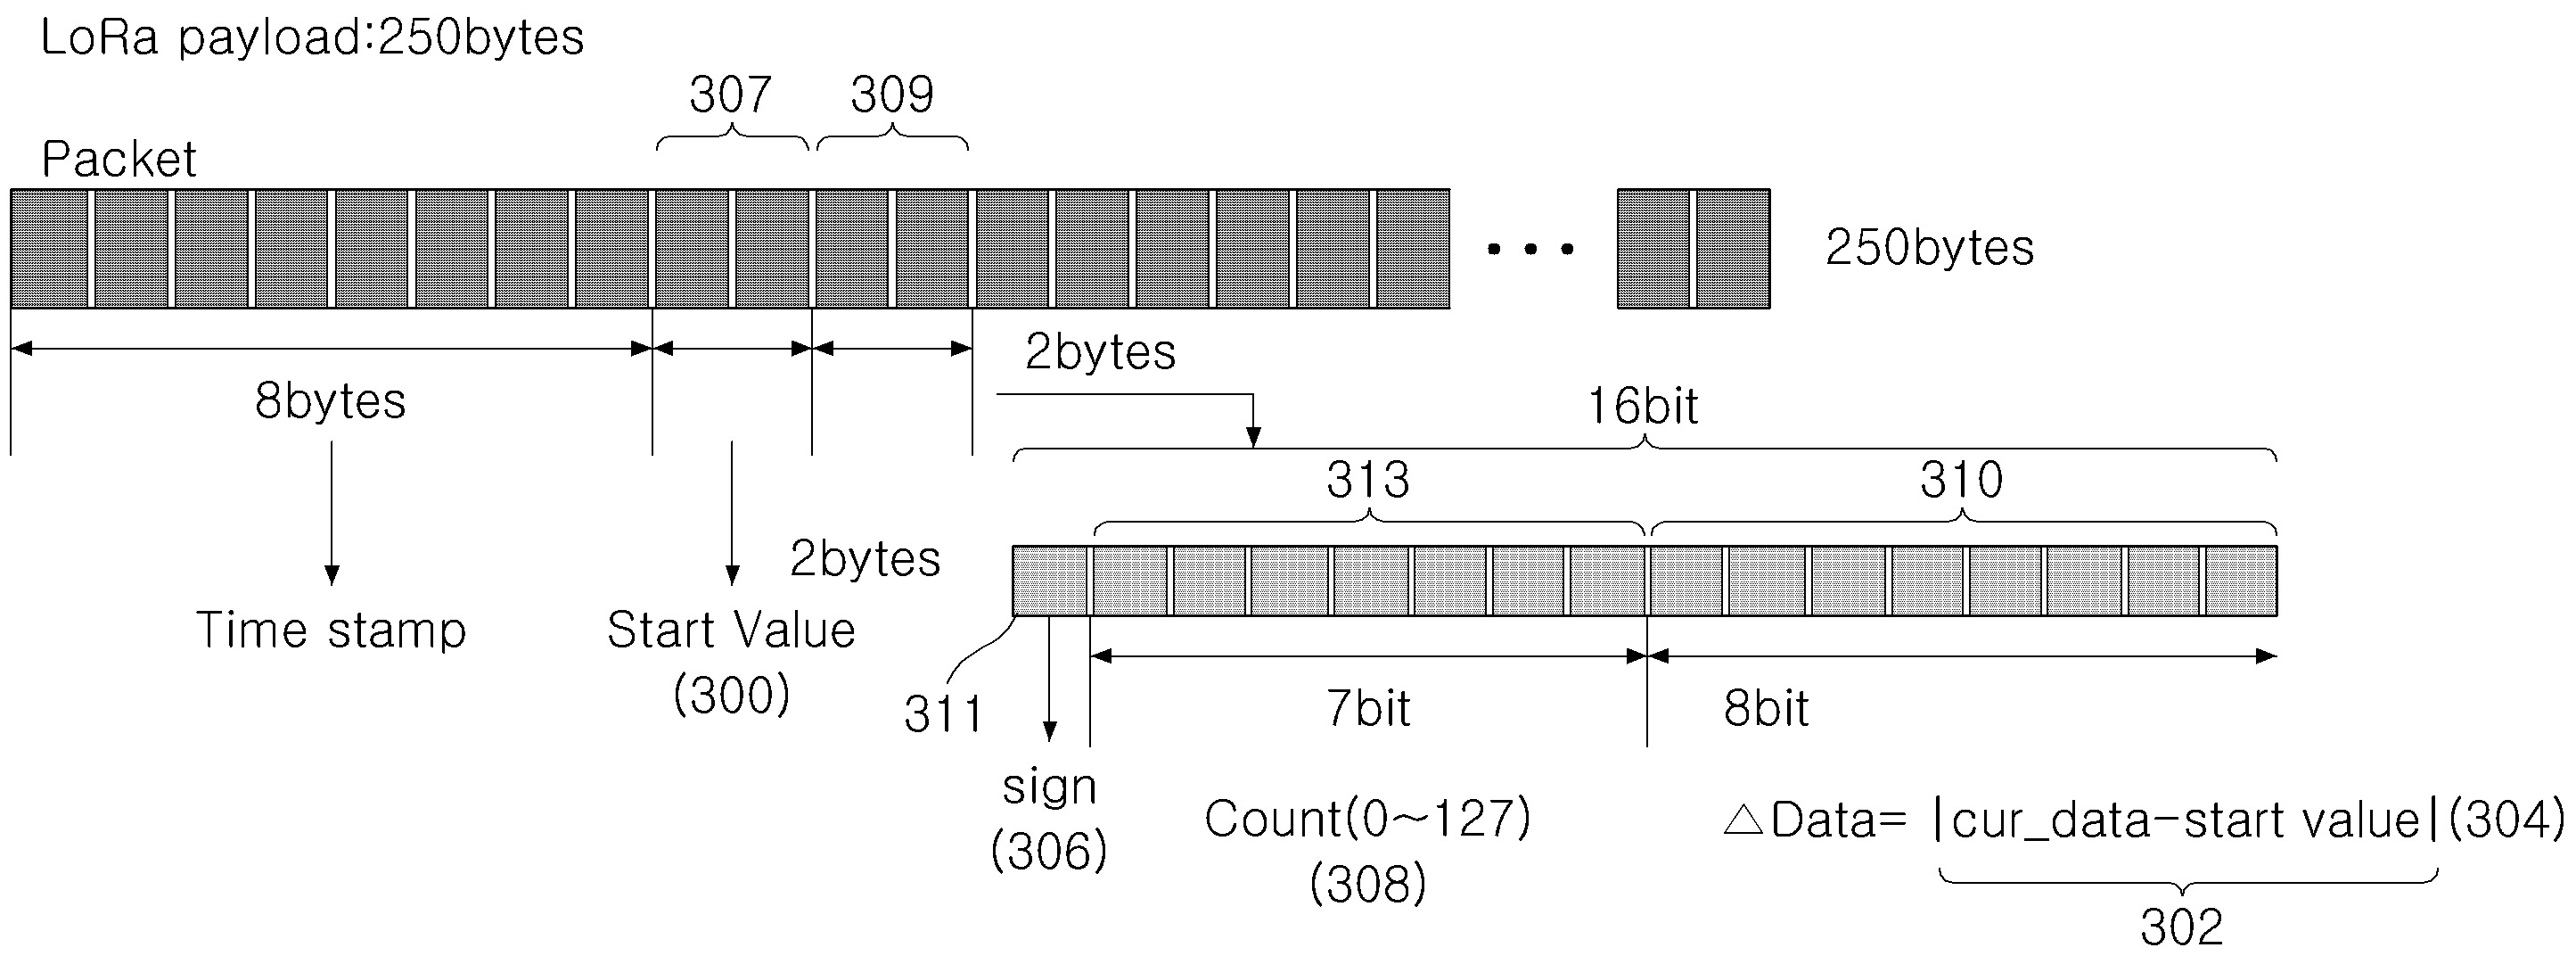 LoRa payload:250bytes
307 309
Packet
250bytes
2bytes
8bytes
16bit
313 310
2bytes
Time stamp
Start Value
(300)
311
7bit 8bit
sign
(306)
Count(0~127)
(308)
△Data= |cur_data-start value|(304)
302